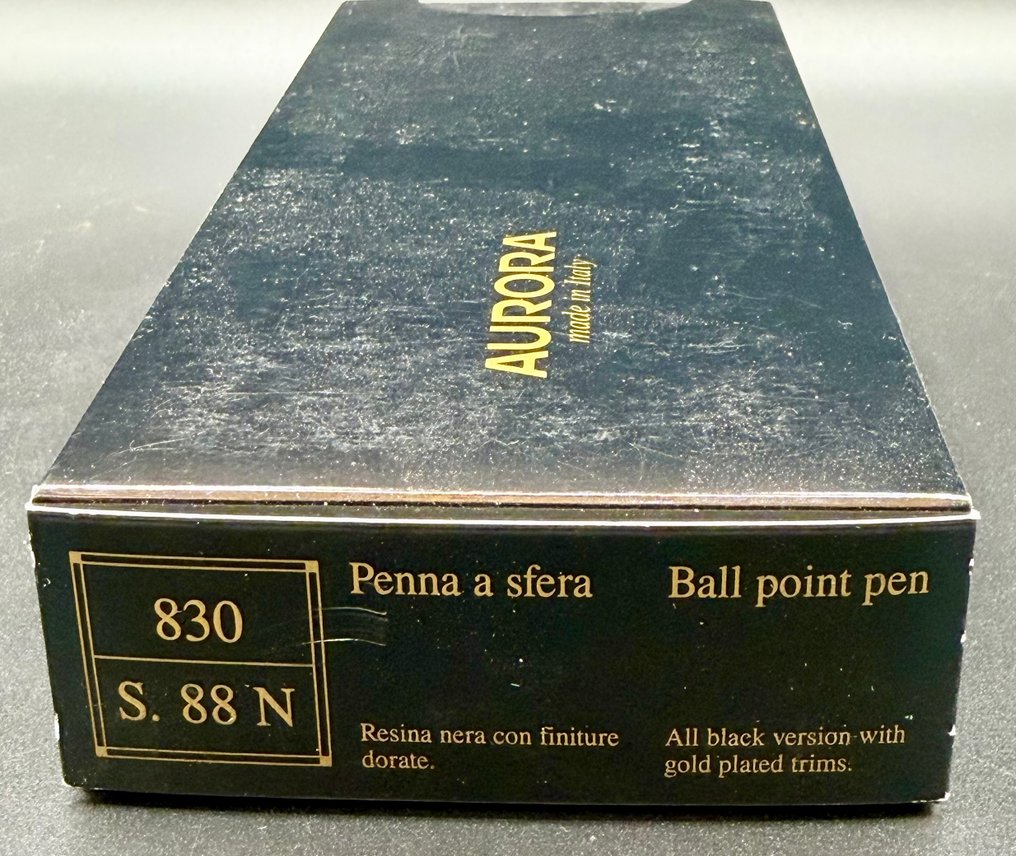 AURORA
made in Italy
830
S. 88 N
Penna a sfera
Resina nera con finiture
dorate.
Ball point pen
All black version with
gold plated trims.